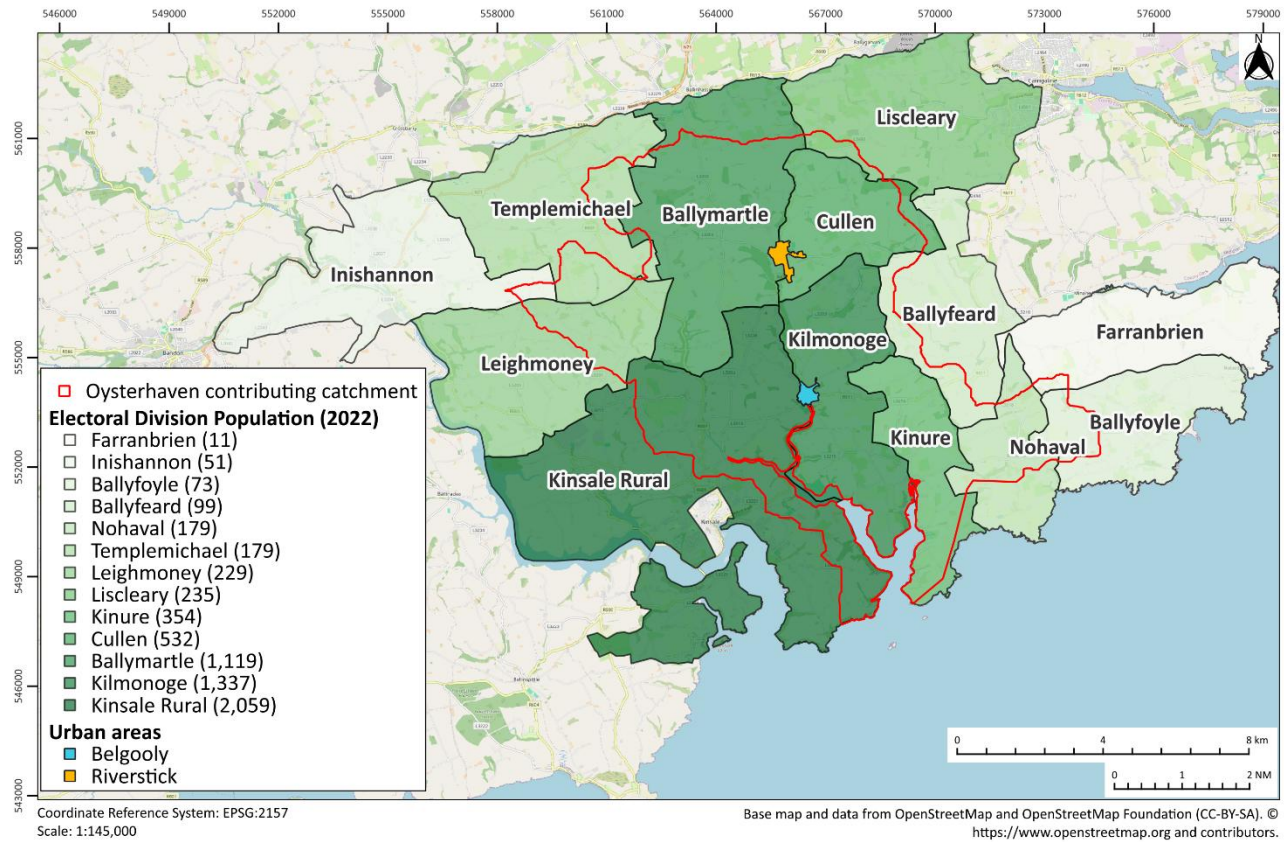 546000 549000 552000 555000 558000 561000 564000 567000 570000 573000 576000 579000
N
561000
558000
555000
552000
549000
546000
543000
Liscleary
Templemichael
Ballymartle
Cullen
Inishannon
Ballyfeard
Farranbrien
Kilmonoge
Leighmoney
Ballyfoyle
Kinure
Nohaval
Kinsale Rural
Bandon
Kinsale
Oysterhaven contributing catchment
Electoral Division Population (2022)
Farranbrien (11)
Inishannon (51)
Ballyfoyle (73)
Ballyfeard (99)
Nohaval (179)
Templemichael (179)
Leighmoney (229)
Liscleary (235)
Kinure (354)
Cullen (532)
Ballymartle (1,119)
Kilmonoge (1,337)
Kinsale Rural (2,059)
Urban areas
Belgooly
Riverstick
0 4 8 km
0 1 2 NM
Coordinate Reference System: EPSG:2157
Scale: 1:145,000
Base map and data from OpenStreetMap and OpenStreetMap Foundation (CC-BY-SA). ©
https://www.openstreetmap.org and contributors.